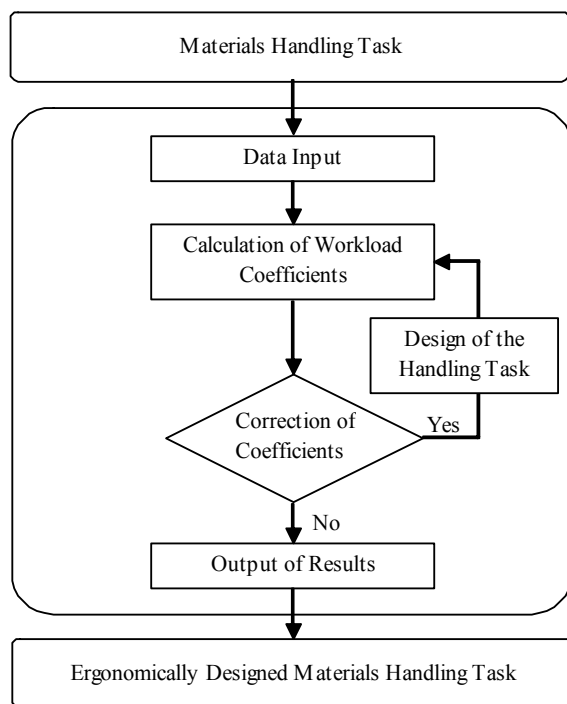 Materials Handling Task
Data Input
Calculation of Workload
Coefficients
Design of the
Handling Task
Correction of
Coefficients
Yes
No
Output of Results
Ergonomically Designed Materials Handling Task